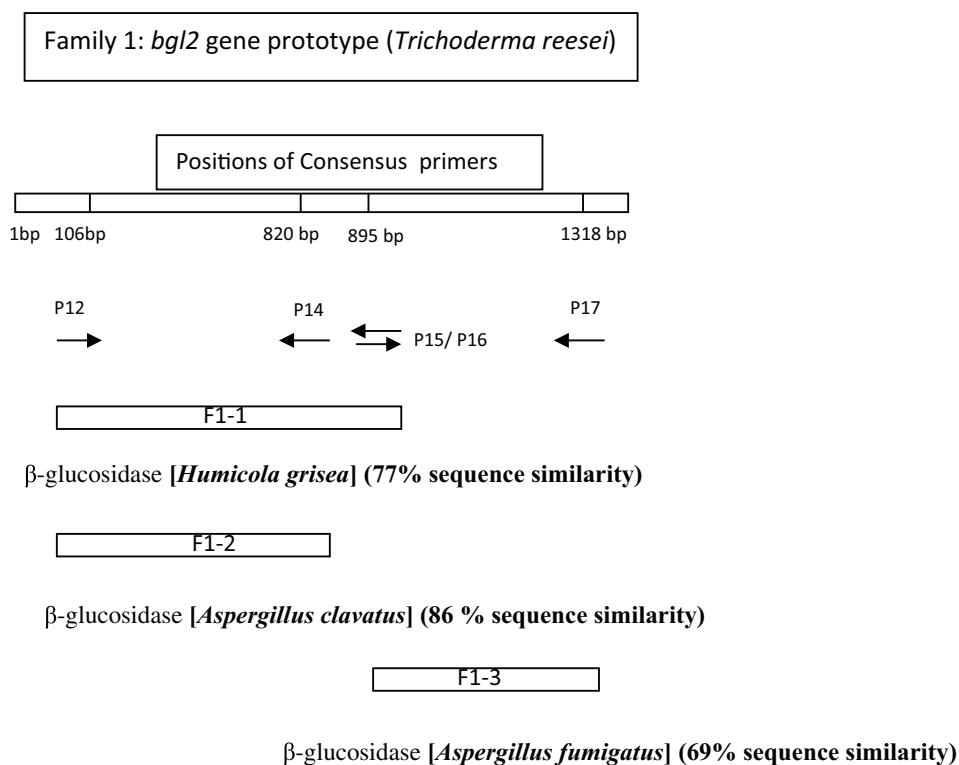 Family 1: bgl2 gene prototype (Trichoderma reesei)
Positions of Consensus primers
1bp 106bp 820 bp 895 bp 1318 bp
P12 P14 P17
P15/ P16
F1-1
β-glucosidase [Humicola grisea] (77% sequence similarity)
F1-2
β-glucosidase [Aspergillus clavatus] (86 % sequence similarity)
F1-3
β-glucosidase [Aspergillus fumigatus] (69% sequence similarity)